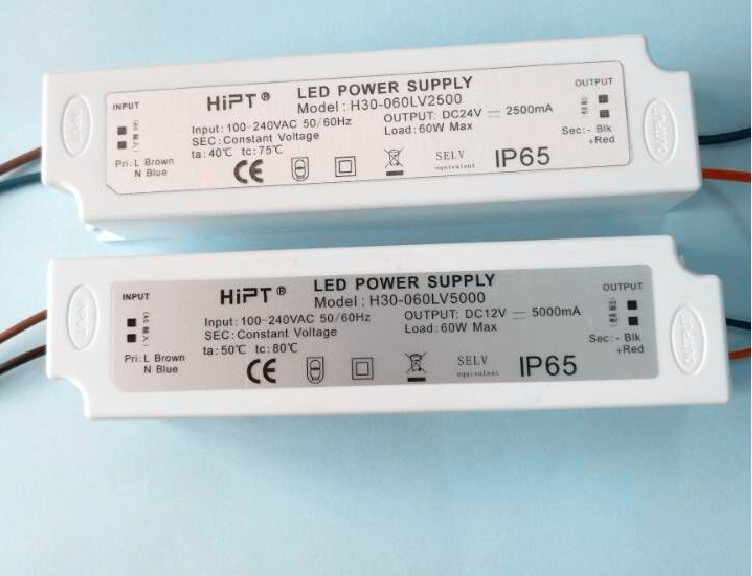 INPUT
HiPT®
LED POWER SUPPLY
Model: H30-060LV2500
OUTPUT
Input: 100-240VAC 50/60Hz
OUTPUT: DC24V ⎓ 2500mA
SEC: Constant Voltage
Load: 60W Max
ta: 40℃ tc: 75℃
Pri: L Brown
N Blue
CE
SELV
equivalent
IP65
Sec: - Blk
+Red
INPUT
HiPT®
LED POWER SUPPLY
Model: H30-060LV5000
OUTPUT
Input: 100-240VAC 50/60Hz
OUTPUT: DC12V ⎓ 5000mA
SEC: Constant Voltage
Load: 60W Max
ta: 50℃ tc: 80℃
Pri: L Brown
N Blue
CE
SELV
equivalent
IP65
Sec: - Blk
+Red